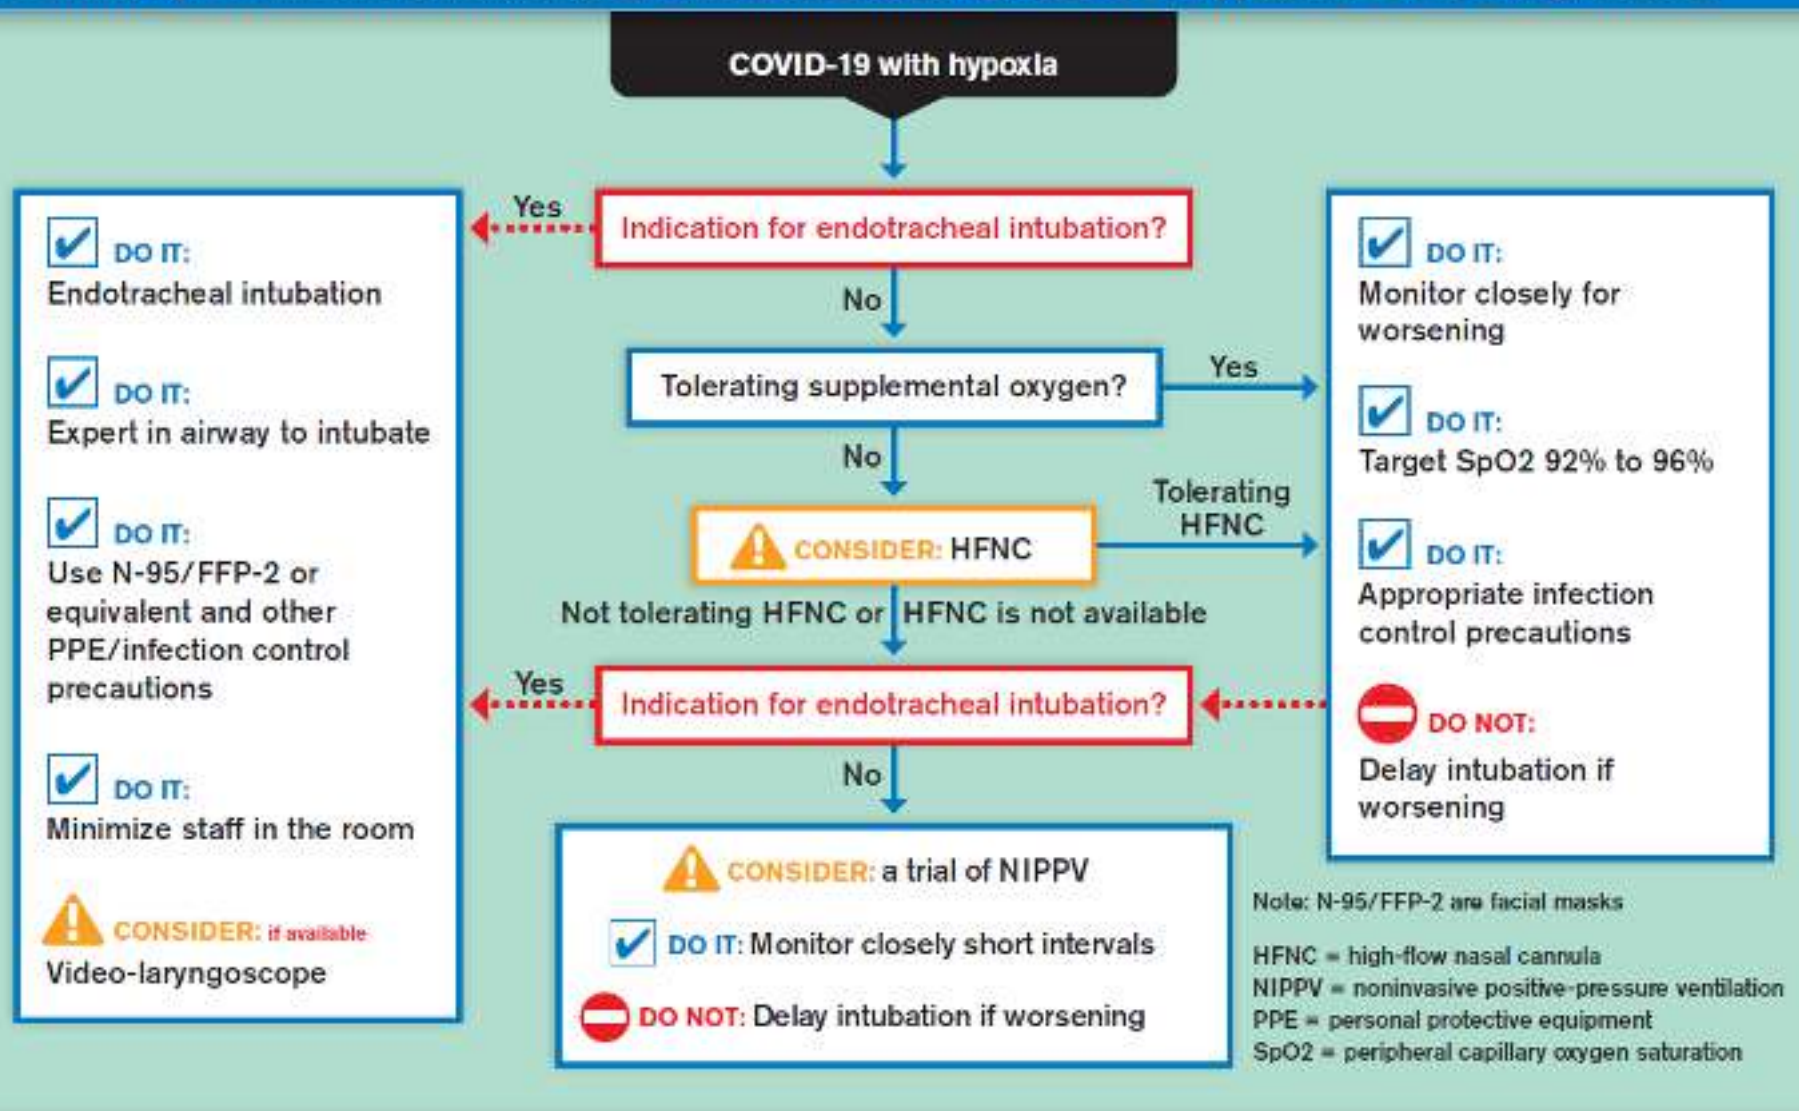 COVID-19 with hypoxia
Indication for endotracheal intubation?
Yes
No
Tolerating supplemental oxygen?
Yes
No
CONSIDER: HFNC
Tolerating
HFNC
Not tolerating HFNC or HFNC is not available
Indication for endotracheal intubation?
Yes
No
CONSIDER: a trial of NIPPV
DO IT: Monitor closely short intervals
DO NOT: Delay intubation if worsening
DO IT:
Endotracheal intubation
DO IT:
Expert in airway to intubate
DO IT:
Use N-95/FFP-2 or
equivalent and other
PPE/infection control
precautions
DO IT:
Minimize staff in the room
CONSIDER: if available
Video-laryngoscope
DO IT:
Monitor closely for
worsening
DO IT:
Target SpO2 92% to 96%
DO IT:
Appropriate infection
control precautions
DO NOT:
Delay intubation if
worsening
Note: N-95/FFP-2 are facial masks
HFNC = high-flow nasal cannula
NIPPV = noninvasive positive-pressure ventilation
PPE = personal protective equipment
SpO2 = peripheral capillary oxygen saturation